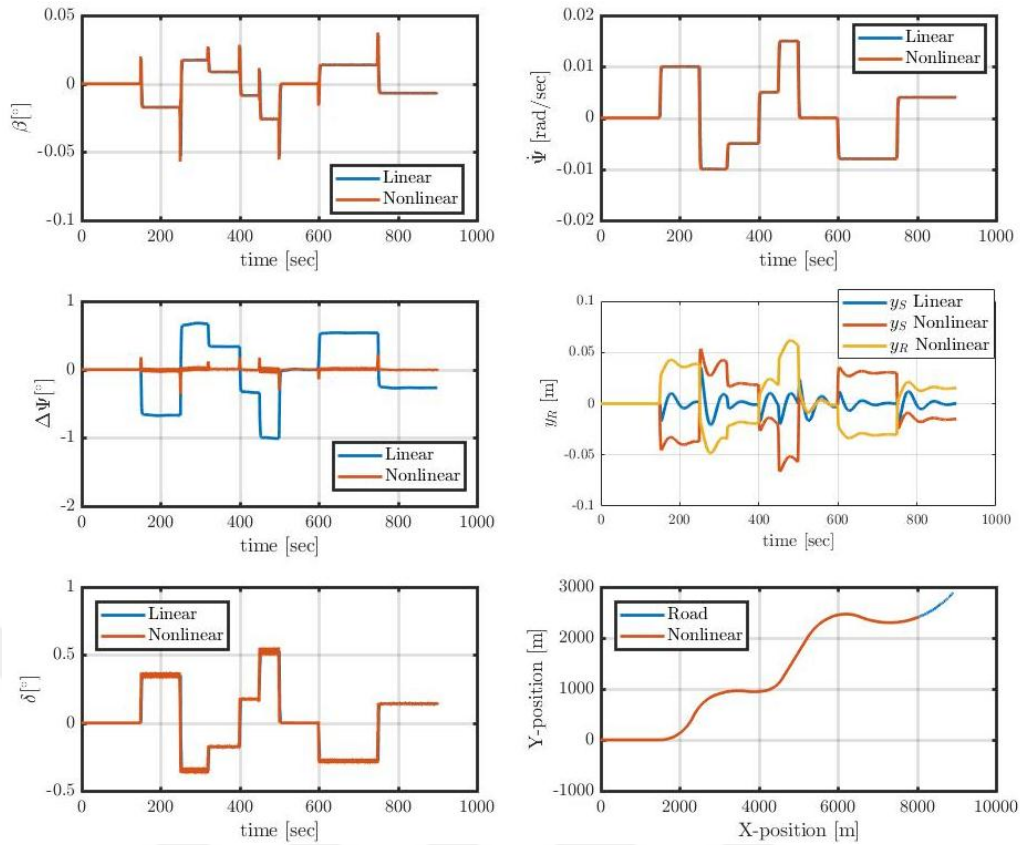 0.05
0
-0.05
-0.1
β[°]
Linear
Nonlinear
0 200 400 600 800 1000
time [sec]
0.02
0.01
0
-0.01
-0.02
Ψ̇ [rad/sec]
Linear
Nonlinear
0 200 400 600 800 1000
time [sec]
1
0
-1
-2
ΔΨ[°]
Linear
Nonlinear
0 200 400 600 800 1000
time [sec]
0.1
0.05
0
-0.05
-0.1
y_R [m]
y_S Linear
y_S Nonlinear
y_R Nonlinear
0 200 400 600 800 1000
time [sec]
1
0.5
0
-0.5
δ[°]
Linear
Nonlinear
0 200 400 600 800 1000
time [sec]
3000
2000
1000
0
-1000
Y-position [m]
Road
Nonlinear
0 2000 4000 6000 8000 10000
X-position [m]